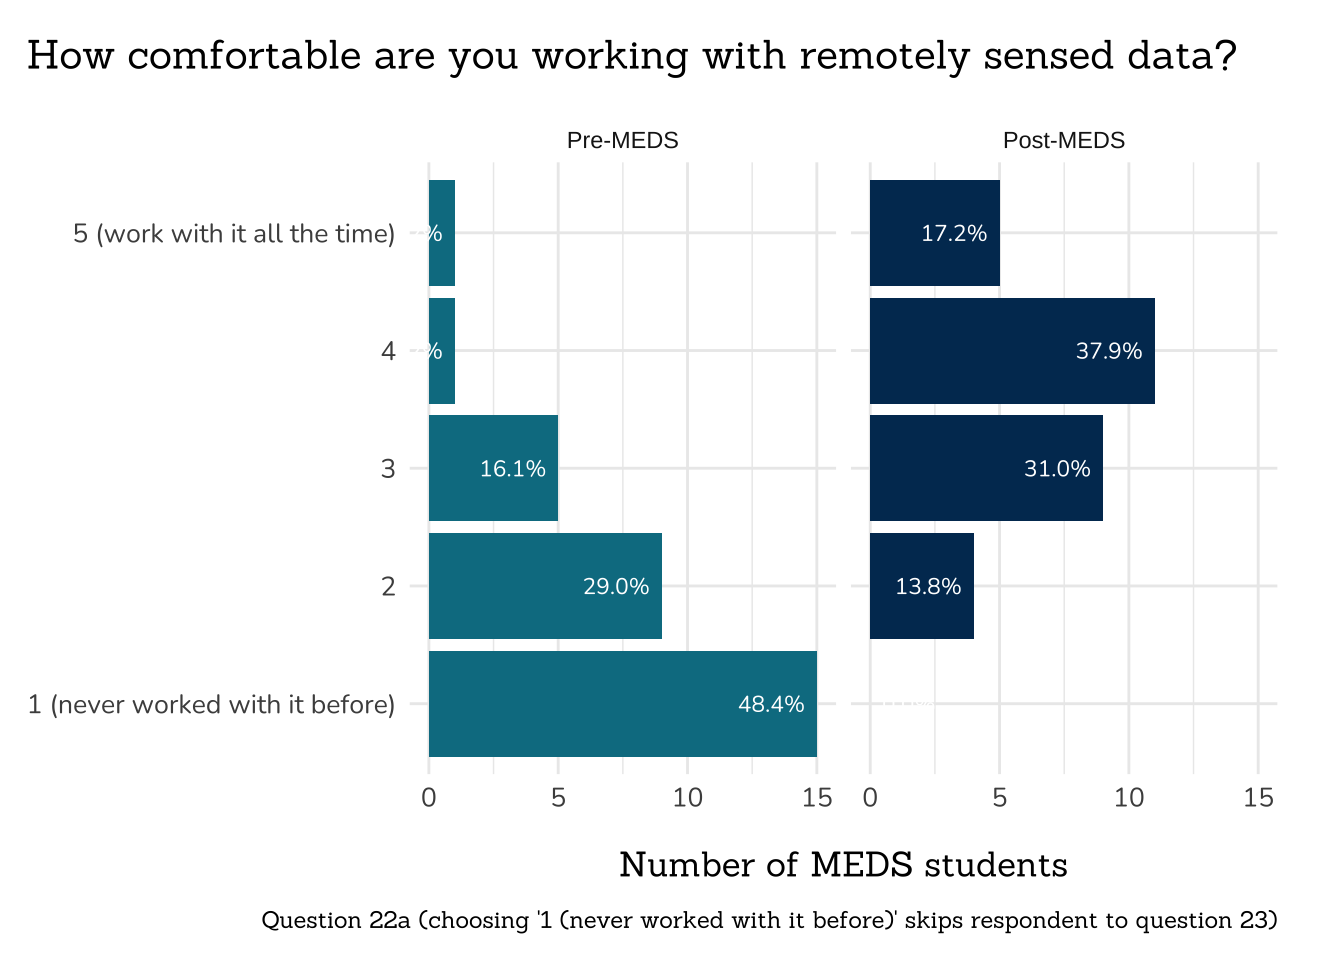 How comfortable are you working with remotely sensed data?
Pre-MEDS
Post-MEDS
5 (work with it all the time)
%
17.2%
4
%
37.9%
3
16.1%
31.0%
2
29.0%
13.8%
1 (never worked with it before)
48.4%
0 5 10 15
0 5 10 15
Number of MEDS students
Question 22a (choosing '1 (never worked with it before)' skips respondent to question 23)